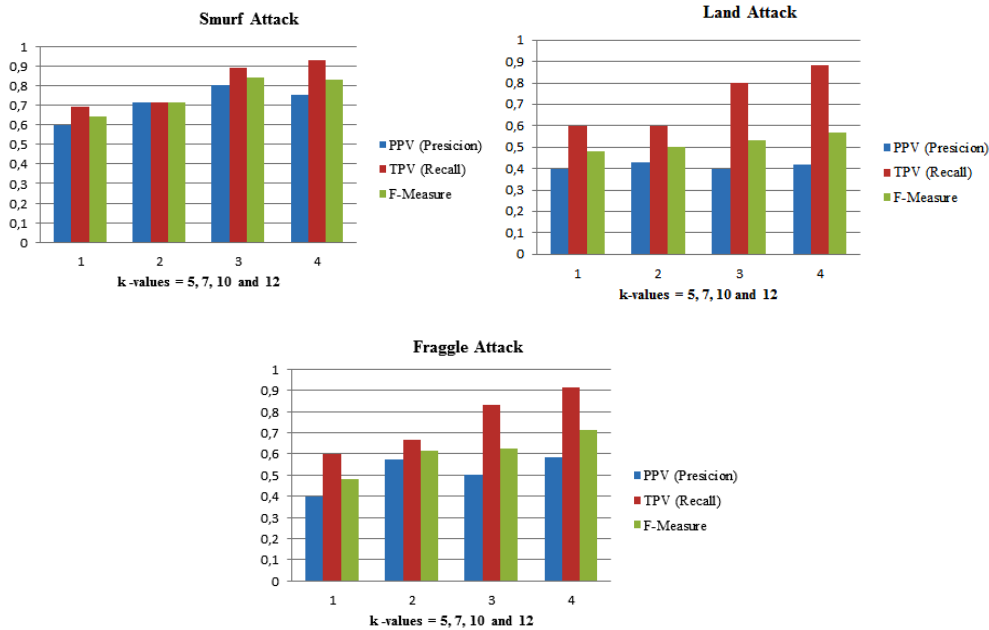 Smurf Attack
1
0,9
0,8
0,7
0,6
0,5
0,4
0,3
0,2
0,1
0
1 2 3 4
k -values = 5, 7, 10 and 12
PPV (Presicion)
TPV (Recall)
F-Measure
Land Attack
1
0,9
0,8
0,7
0,6
0,5
0,4
0,3
0,2
0,1
0
1 2 3 4
k-values = 5, 7, 10 and 12
PPV (Presicion)
TPV (Recall)
F-Measure
Fraggle Attack
1
0,9
0,8
0,7
0,6
0,5
0,4
0,3
0,2
0,1
0
1 2 3 4
k -values = 5, 7, 10 and 12
PPV (Presicion)
TPV (Recall)
F-Measure